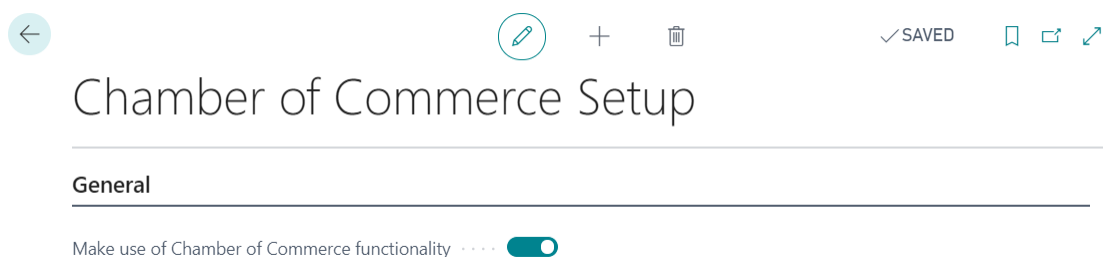 SAVED
Chamber of Commerce Setup
General
Make use of Chamber of Commerce functionality